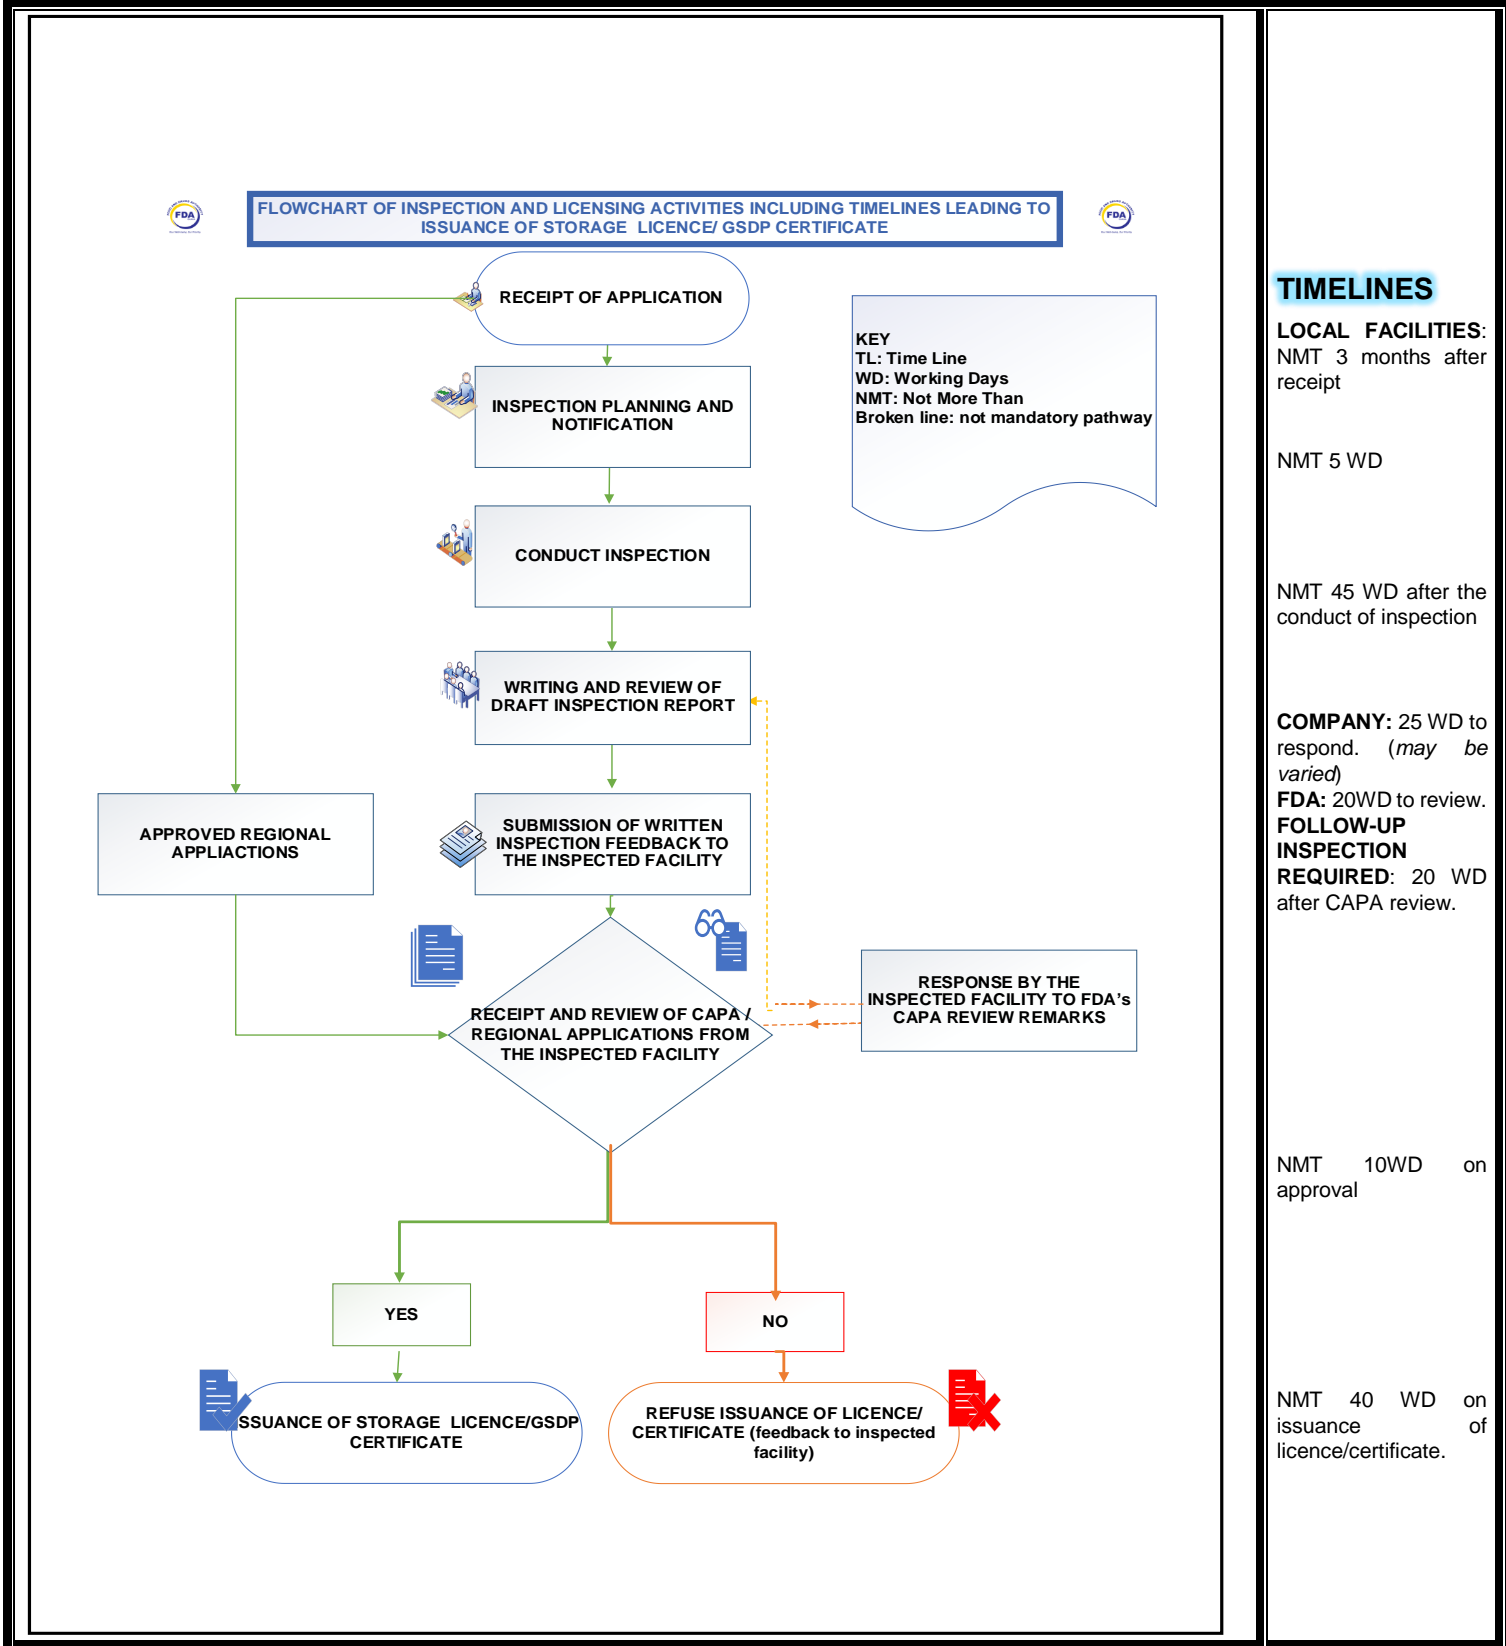 FDA
FLOWCHART OF INSPECTION AND LICENSING ACTIVITIES INCLUDING TIMELINES LEADING TO
ISSUANCE OF STORAGE LICENCE/ GSDP CERTIFICATE
FDA
RECEIPT OF APPLICATION
KEY
TL: Time Line
WD: Working Days
NMT: Not More Than
Broken line: not mandatory pathway
INSPECTION PLANNING AND
NOTIFICATION
CONDUCT INSPECTION
WRITING AND REVIEW OF
DRAFT INSPECTION REPORT
APPROVED REGIONAL
APPLIACTIONS
SUBMISSION OF WRITTEN
INSPECTION FEEDBACK TO
THE INSPECTED FACILITY
RECEIPT AND REVIEW OF CAPA /
REGIONAL APPLICATIONS FROM
THE INSPECTED FACILITY
RESPONSE BY THE
INSPECTED FACILITY TO FDA's
CAPA REVIEW REMARKS
YES
NO
ISSUANCE OF STORAGE LICENCE/GSDP
CERTIFICATE
REFUSE ISSUANCE OF LICENCE/
CERTIFICATE (feedback to inspected
facility)
TIMELINES
LOCAL FACILITIES:
NMT 3 months after
receipt
NMT 5 WD
NMT 45 WD after the
conduct of inspection
COMPANY: 25 WD to
respond. (may be
varied)
FDA: 20WD to review.
FOLLOW-UP
INSPECTION
REQUIRED: 20 WD
after CAPA review.
NMT 10WD on
approval
NMT 40 WD on
issuance of
licence/certificate.